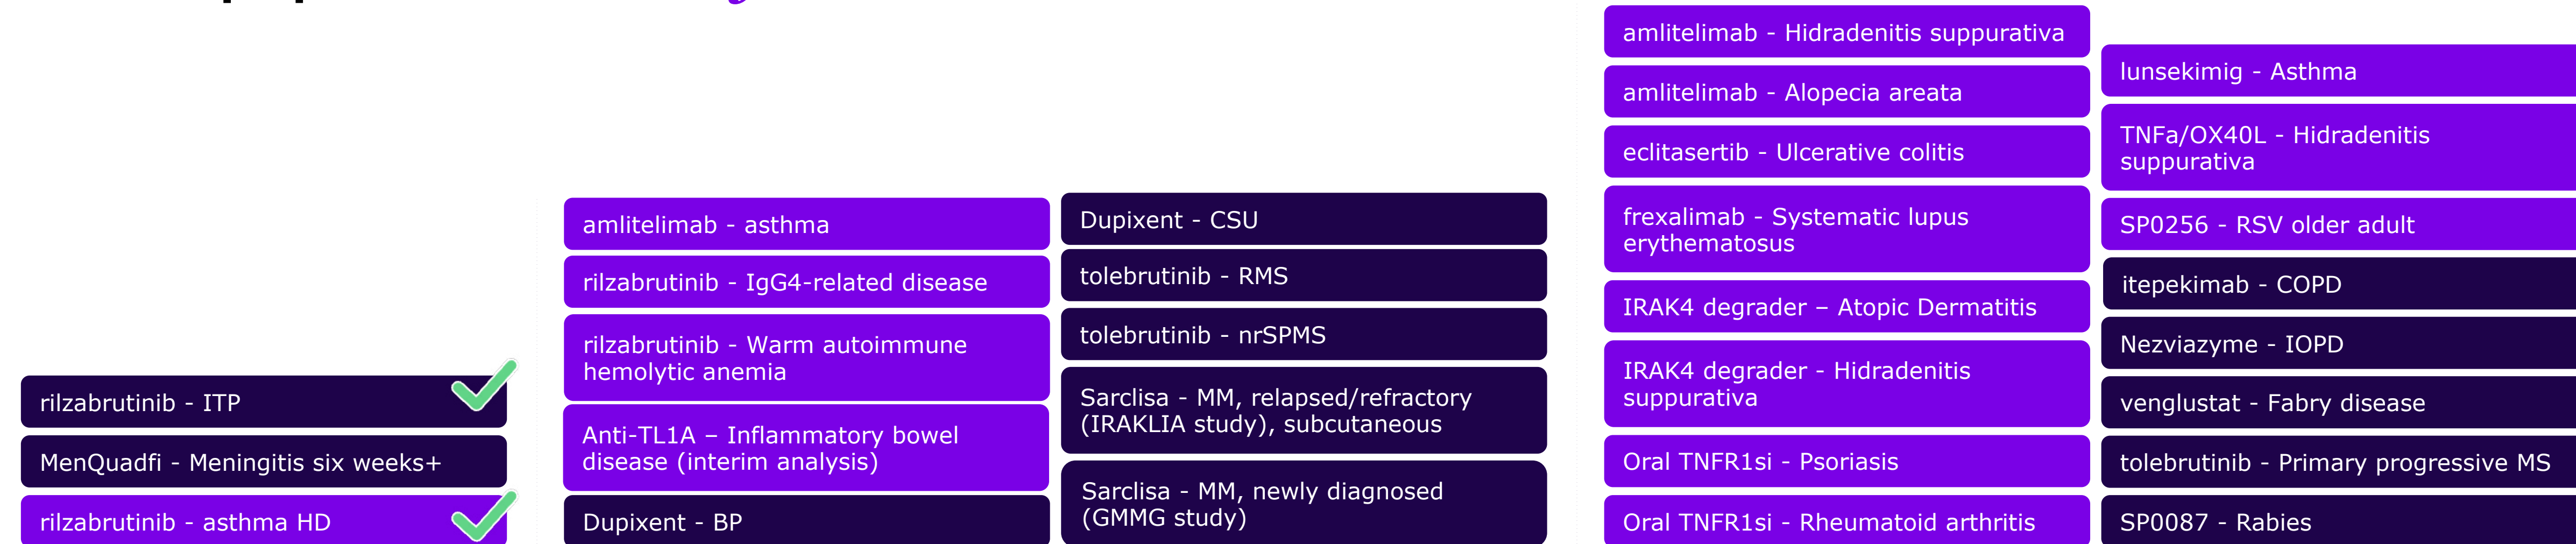 rilzabrutinib - ITP
MenQuadfi - Meningitis six weeks+
rilzabrutinib - asthma HD
amlitelimab - asthma
rilzabrutinib - IgG4-related disease
rilzabrutinib - Warm autoimmune
hemolytic anemia
Anti-TL1A – Inflammatory bowel
disease (interim analysis)
Dupixent - BP
Dupixent - CSU
tolebrutinib - RMS
tolebrutinib - nrSPMS
Sarclisa - MM, relapsed/refractory
(IRAKLIA study), subcutaneous
Sarclisa - MM, newly diagnosed
(GMMG study)
amlitelimab - Hidradenitis suppurativa
amlitelimab - Alopecia areata
eclitasertib - Ulcerative colitis
frexalimab - Systematic lupus
erythematosus
IRAK4 degrader – Atopic Dermatitis
IRAK4 degrader - Hidradenitis
suppurativa
Oral TNFR1si - Psoriasis
Oral TNFR1si - Rheumatoid arthritis
lunsekimig - Asthma
TNFa/OX40L - Hidradenitis
suppurativa
SP0256 - RSV older adult
itepekimab - COPD
Nezviazyme - IOPD
venglustat - Fabry disease
tolebrutinib - Primary progressive MS
SP0087 - Rabies